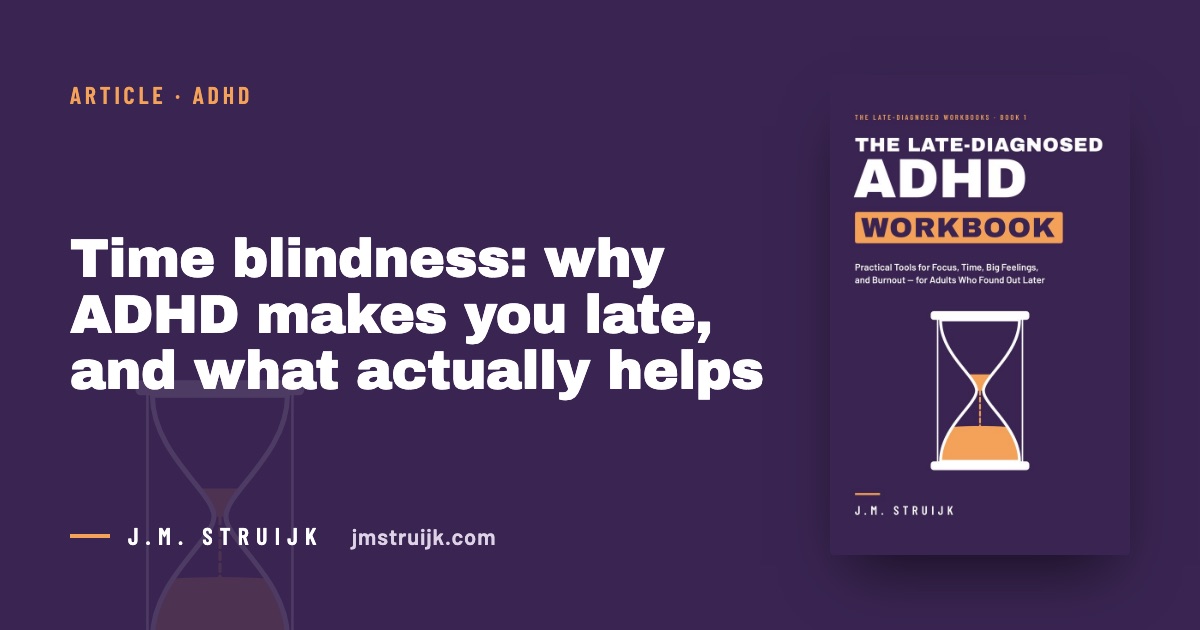 ARTICLE · ADHD
Time blindness: why
ADHD makes you late,
and what actually helps
J.M. STRUIJK jmstruijk.com
THE LATE-DIAGNOSED WORKBOOKS · BOOK 1
THE LATE-DIAGNOSED
ADHD
WORKBOOK
Practical Tools for Focus, Time, Big Feelings,
and Burnout — for Adults Who Found Out Later
J.M. STRUIJK